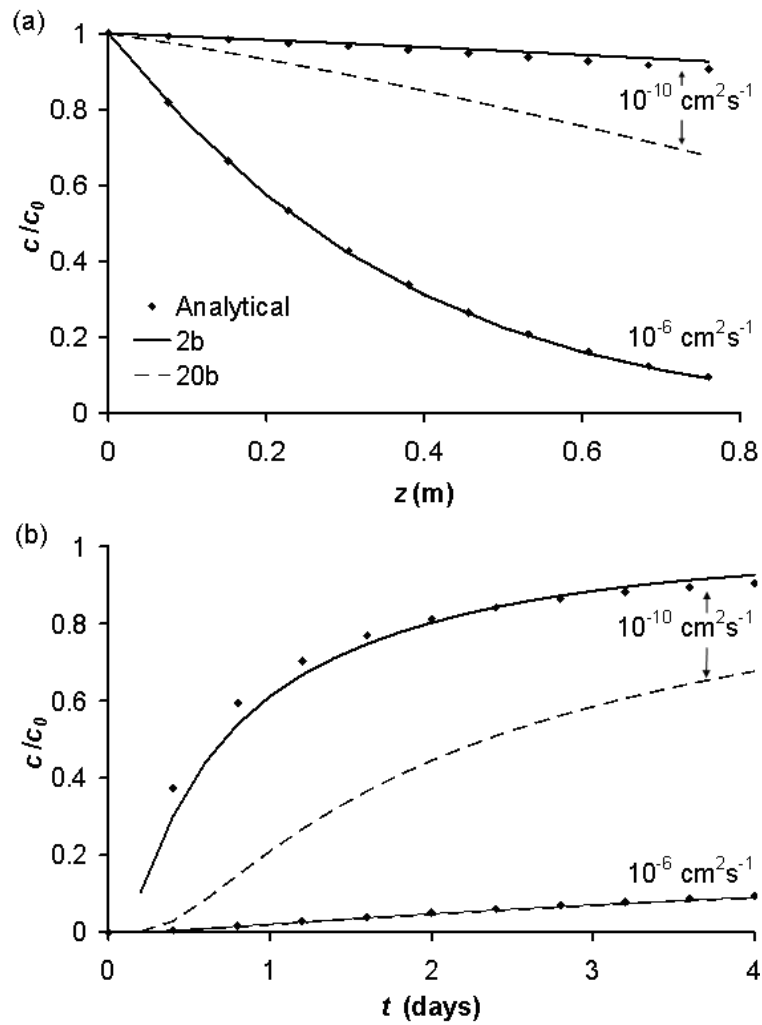 (a)
1
0.8
0.6
0.4
0.2
0
c/c₀
10⁻¹⁰ cm²s⁻¹
Analytical
2b
20b
10⁻⁶ cm²s⁻¹
0 0.2 0.4 0.6 0.8
z (m)
(b)
1
0.8
0.6
0.4
0.2
0
c/c₀
10⁻¹⁰ cm²s⁻¹
10⁻⁶ cm²s⁻¹
0 1 2 3 4
t (days)